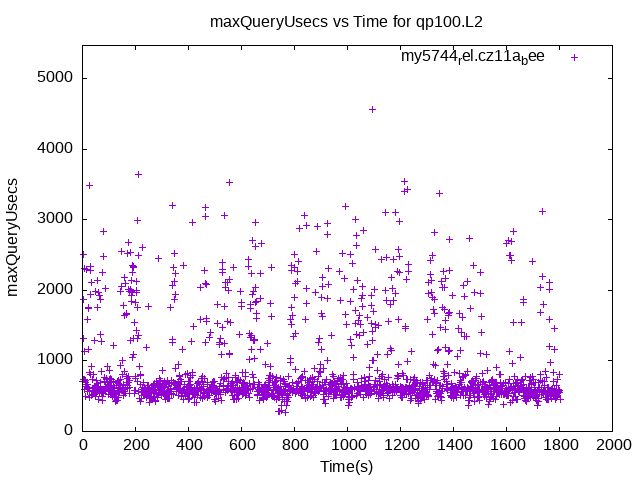 maxQueryUsecs vs Time for qp100.L2
my5744rel.cz11abee
5000
4000
3000
2000
1000
0
maxQueryUsecs
0 200 400 600 800 1000 1200 1400 1600 1800 2000
Time(s)